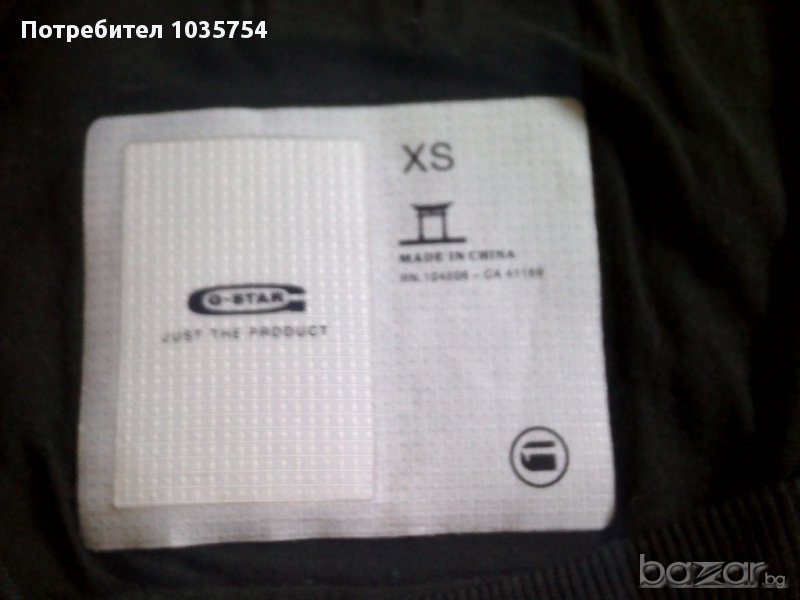 Потребител 1035754
XS
MADE IN CHINA
RN.104006 - CA 41169
G-STAR
JUST THE PRODUCT
bazar.bg